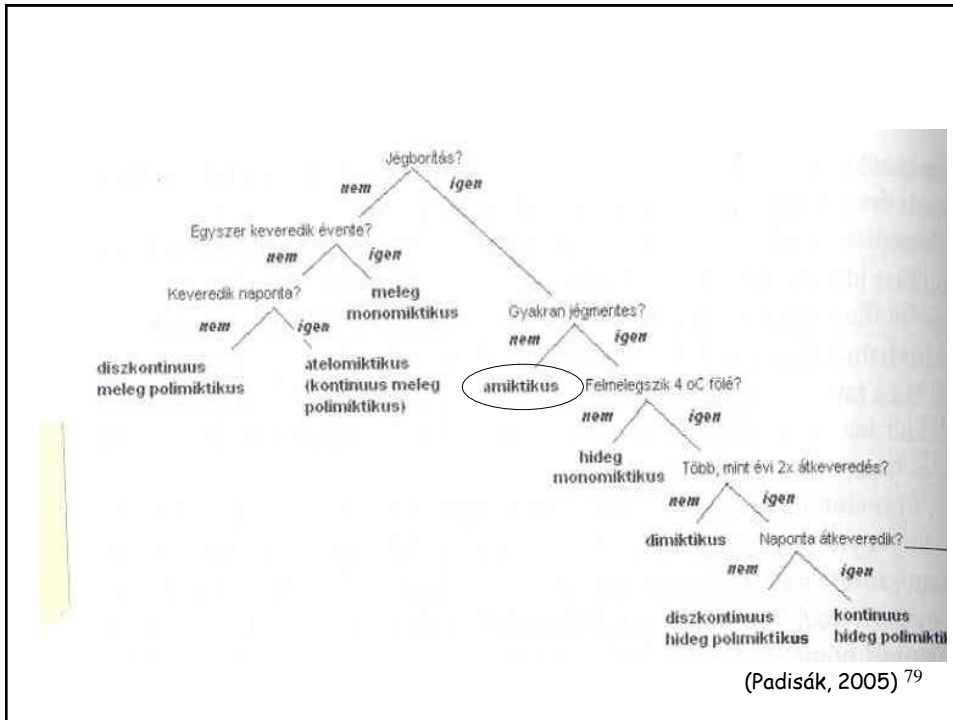 Jégborítás?
nem igen
Egyszer keveredik évente?
nem igen
Keveredik naponta? meleg
monomiktikus
Gyakran jégmentes?
nem igen
nem igen
diszkontinuus
meleg polimiktikus
atelomiktikus
(kontinuus meleg
polimiktikus)
amiktikus Felmelegszik 4 oC fölé?
nem igen
hideg
monomiktikus
Több, mint évi 2x átkeveredés?
nem igen
dimiktikus Naponta átkeveredik?
nem igen
diszkontinuus
hideg polimiktikus
kontinuus
hideg polimiktik
(Padisák, 2005) 79